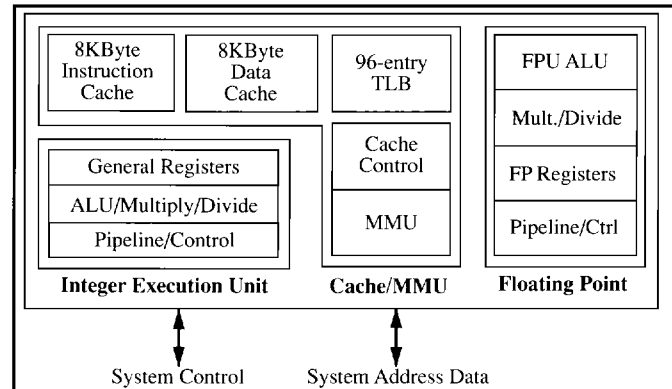 8KByte
Instruction
Cache
8KByte
Data
Cache
96-entry
TLB
Cache
Control
MMU
General Registers
ALU/Multiply/Divide
Pipeline/Control
FPU ALU
Mult./Divide
FP Registers
Pipeline/Ctrl
Integer Execution Unit
Cache/MMU
Floating Point
System Control
System Address Data